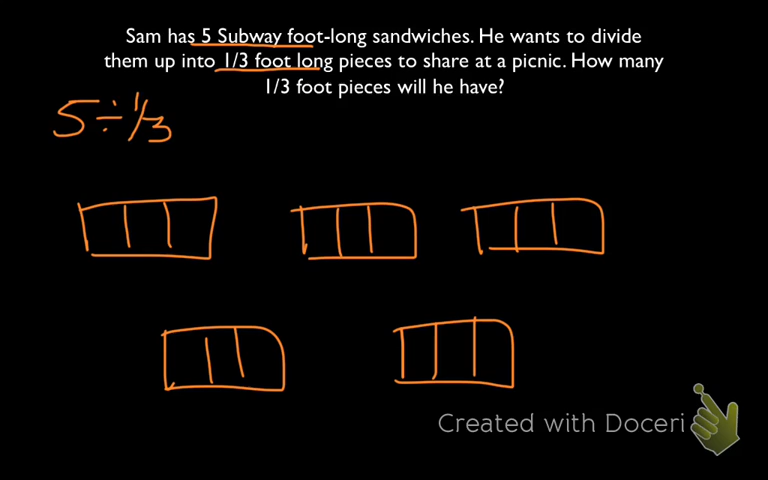 Sam has 5 Subway foot-long sandwiches. He wants to divide
them up into 1/3 foot long pieces to share at a picnic. How many
1/3 foot pieces will he have?
5 ÷ 1/3
Created with Doceri